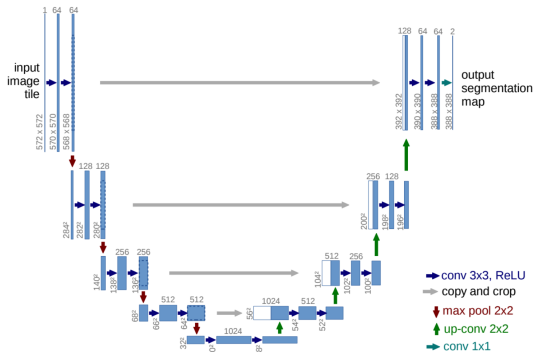 1 64 64
128 64 64 2
input
image
tile
output
segmentation
map
572 x 572
570 x 570
568 x 568
392 x 392
390 x 390
388 x 388
388 x 388
128 128
256 128
284²
282²
280²
200²
198²
196²
256 256
512 256
140²
138²
136²
104²
102²
100²
512 512
1024 512
68²
66²
64²
56²
54²
52²
1024
32²
conv 3x3, ReLU
copy and crop
max pool 2x2
up-conv 2x2
conv 1x1